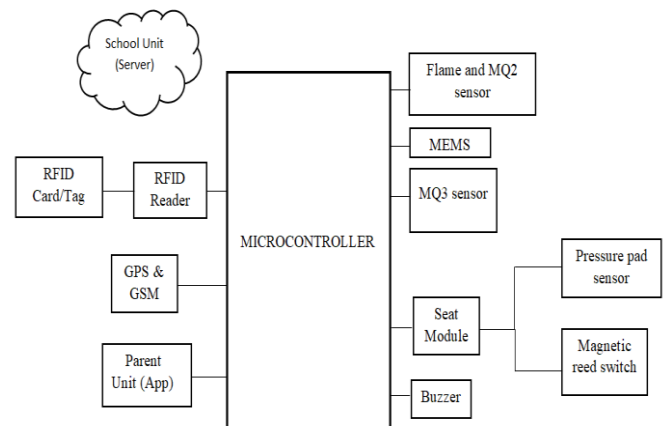 School Unit
(Server)
Flame and MQ2
sensor
MEMS
RFID
Card/Tag
RFID
Reader
MQ3 sensor
MICROCONTROLLER
GPS &
GSM
Pressure pad
sensor
Seat
Module
Parent
Unit (App)
Magnetic
reed switch
Buzzer